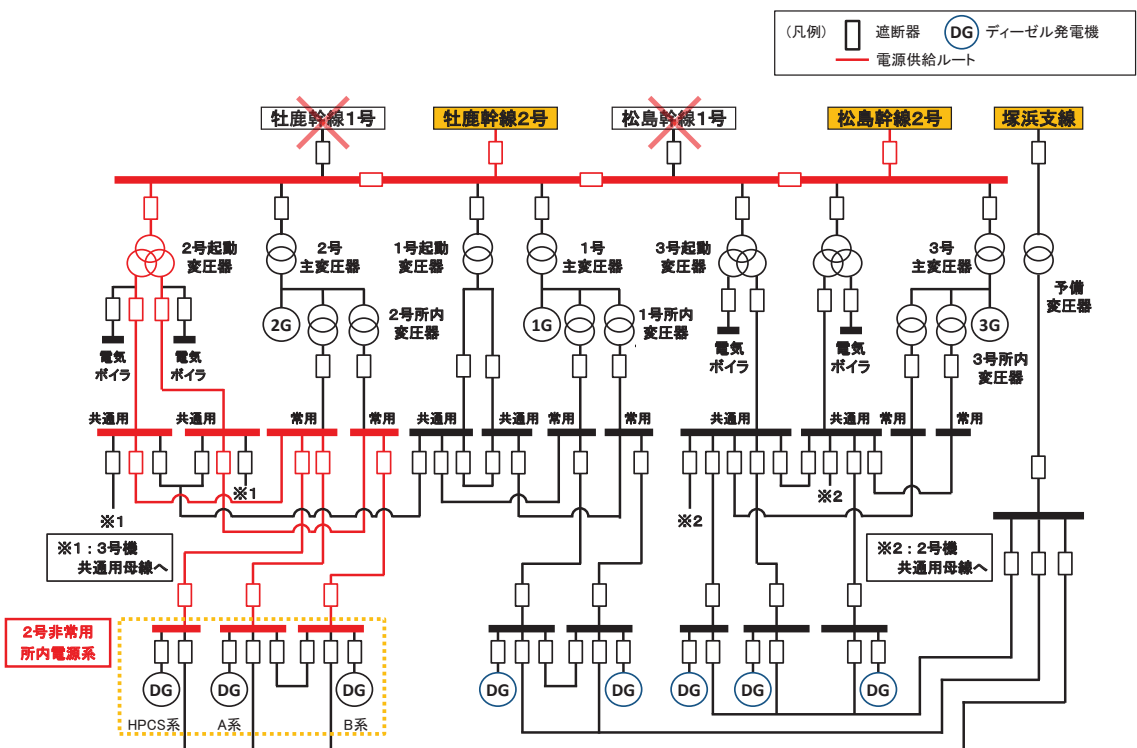 (凡例) 遮断器 DG ディーゼル発電機
電源供給ルート
牡鹿幹線1号
牡鹿幹線2号
松島幹線1号
松島幹線2号
塚浜支線
2号起動
変圧器
2号
主変圧器
1号起動
変圧器
1号
主変圧器
3号起動
変圧器
3号
主変圧器
予備
変圧器
2G
2号所内
変圧器
1G
1号所内
変圧器
3G
3号所内
変圧器
電気
ボイラ
電気
ボイラ
電気
ボイラ
電気
ボイラ
共通用
共通用
常用
常用
共通用
共通用
常用
常用
共通用
共通用
常用
常用
※1
※1
※2
※2
※1:3号機
共通用母線へ
※2:2号機
共通用母線へ
2号非常用
所内電源系
DG
DG
DG
DG
DG
DG
DG
DG
HPCS系
A系
B系